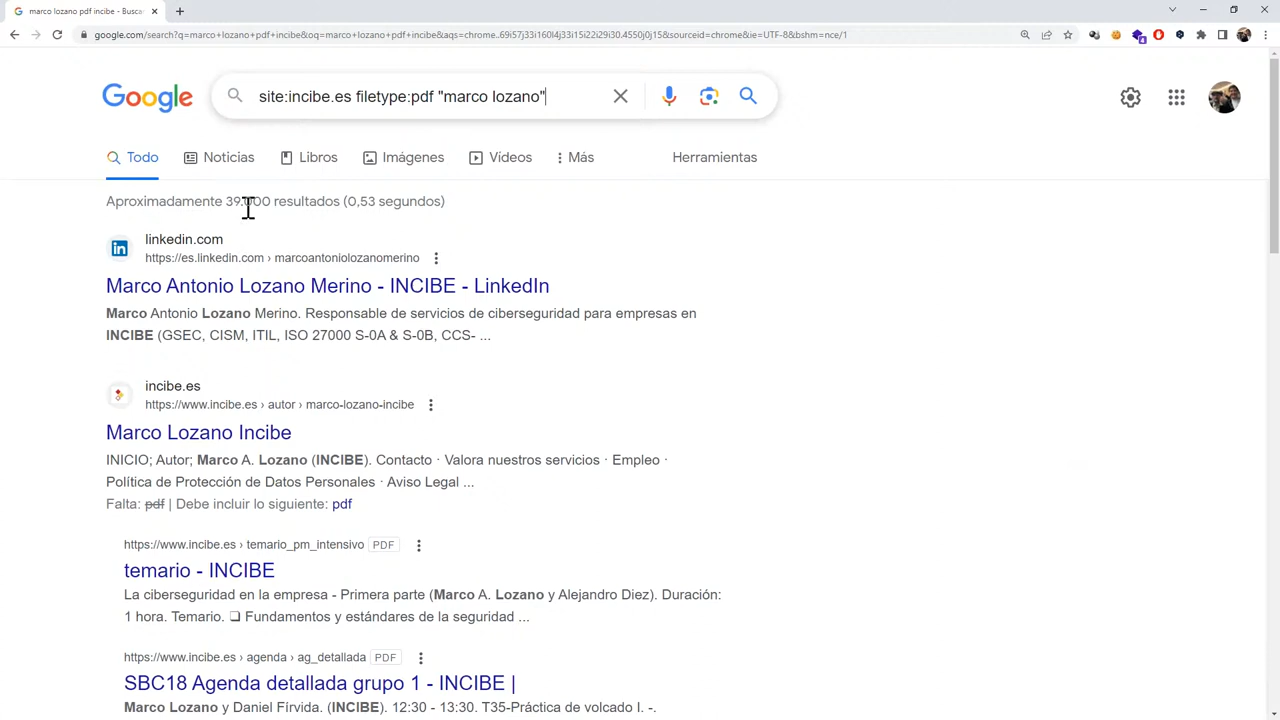 marco lozano pdf incibe - Busca
google.com/search?q=marco+lozano+pdf+incibe&oq=marco+lozano+pdf+incibe&aqs=chrome..69i57j33i160l4j33i15i22i29i30.4550j0j15&sourceid=chrome&ie=UTF-8&bshm=nce/1
Google
site:incibe.es filetype:pdf "marco lozano"
Todo Noticias Libros Imágenes Vídeos Más Herramientas
Aproximadamente 39.000 resultados (0,53 segundos)
linkedin.com
https://es.linkedin.com › marcoantoniolozanomerino
Marco Antonio Lozano Merino - INCIBE - LinkedIn
Marco Antonio Lozano Merino. Responsable de servicios de ciberseguridad para empresas en
INCIBE (GSEC, CISM, ITIL, ISO 27000 S-0A & S-0B, CCS- ...
incibe.es
https://www.incibe.es › autor › marco-lozano-incibe
Marco Lozano Incibe
INICIO; Autor; Marco A. Lozano (INCIBE). Contacto · Valora nuestros servicios · Empleo ·
Política de Protección de Datos Personales · Aviso Legal ...
Falta: pdf | Debe incluir lo siguiente: pdf
https://www.incibe.es › temario_pm_intensivo PDF
temario - INCIBE
La ciberseguridad en la empresa - Primera parte (Marco A. Lozano y Alejandro Diez). Duración:
1 hora. Temario. ❏ Fundamentos y estándares de la seguridad ...
https://www.incibe.es › agenda › ag_detallada PDF
SBC18 Agenda detallada grupo 1 - INCIBE |
Marco Lozano y Daniel Fírvida. (INCIBE). 12:30 - 13:30. T35-Práctica de volcado I. -.